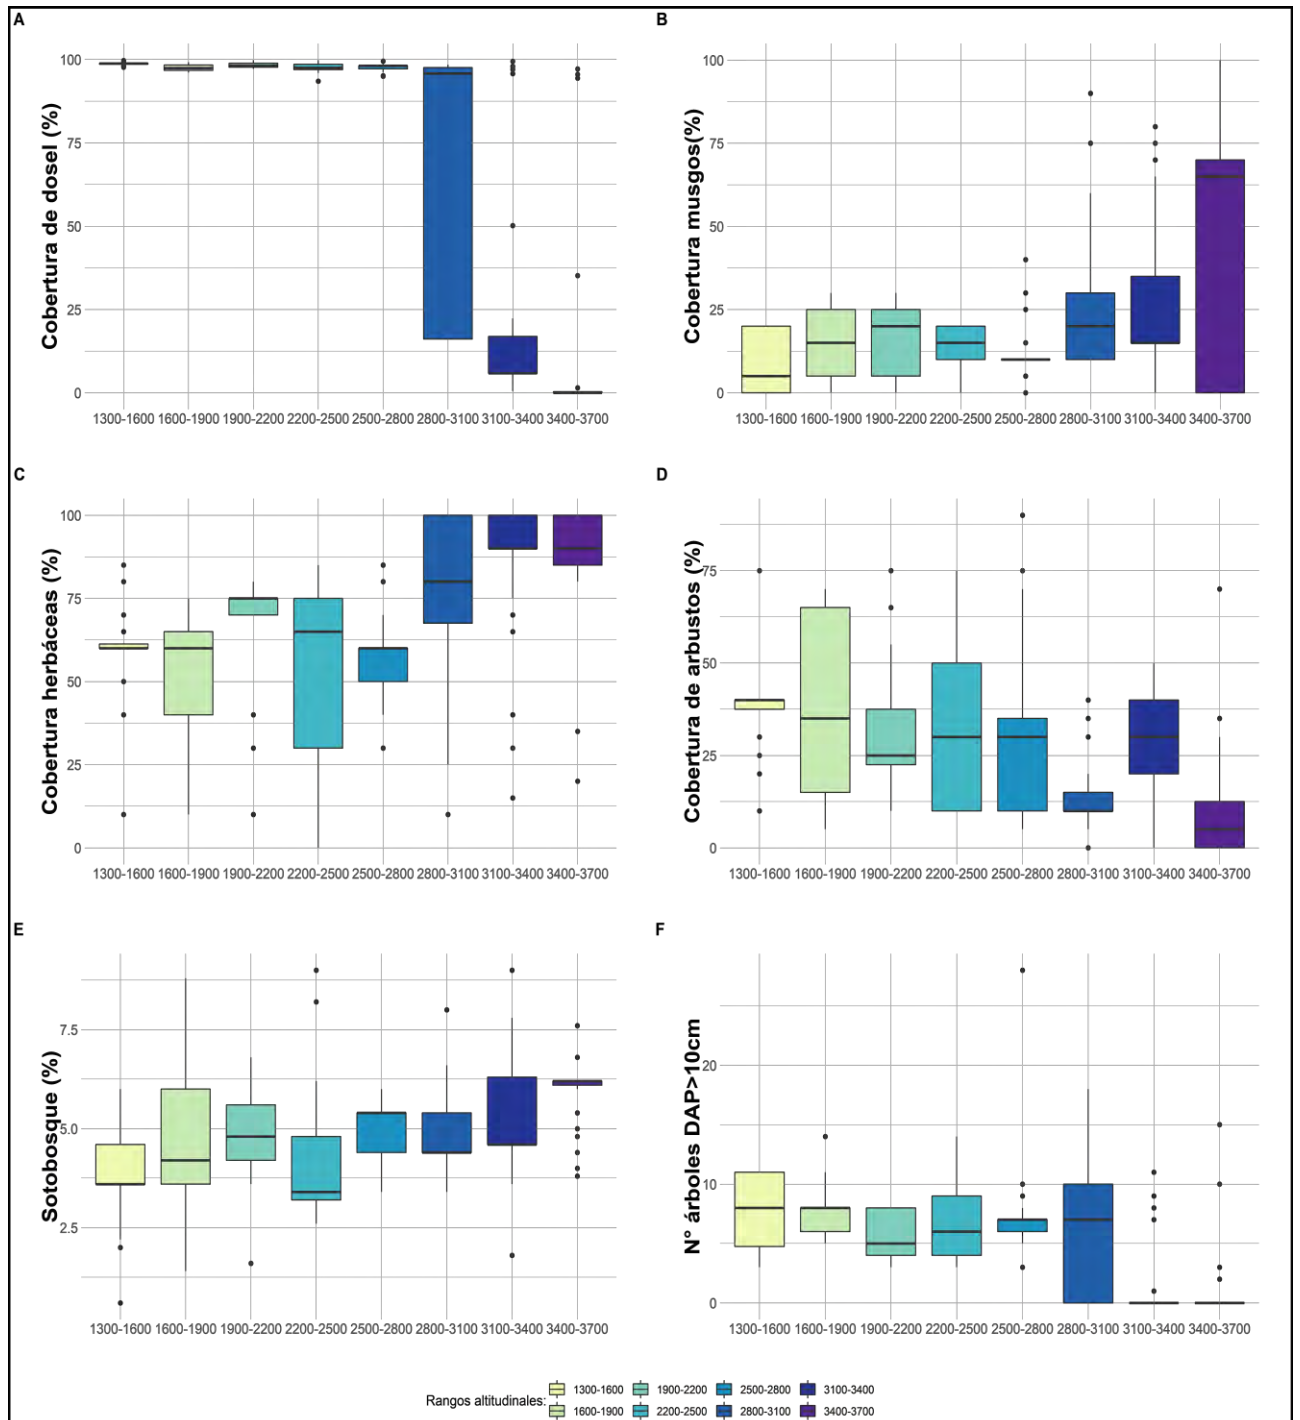 A
Cobertura de dosel (%)
100
75
50
25
0
1300-1600 1600-1900 1900-2200 2200-2500 2500-2800 2800-3100 3100-3400 3400-3700
B
Cobertura musgos(%)
100
75
50
25
0
1300-1600 1600-1900 1900-2200 2200-2500 2500-2800 2800-3100 3100-3400 3400-3700
C
Cobertura herbáceas (%)
100
75
50
25
0
1300-1600 1600-1900 1900-2200 2200-2500 2500-2800 2800-3100 3100-3400 3400-3700
D
Cobertura de arbustos (%)
75
50
25
0
1300-1600 1600-1900 1900-2200 2200-2500 2500-2800 2800-3100 3100-3400 3400-3700
E
Sotobosque (%)
7.5
5.0
2.5
1300-1600 1600-1900 1900-2200 2200-2500 2500-2800 2800-3100 3100-3400 3400-3700
F
N° árboles DAP>10cm
20
10
0
1300-1600 1600-1900 1900-2200 2200-2500 2500-2800 2800-3100 3100-3400 3400-3700
Rangos altitudinales:
1300-1600 1900-2200 2500-2800 3100-3400
1600-1900 2200-2500 2800-3100 3400-3700